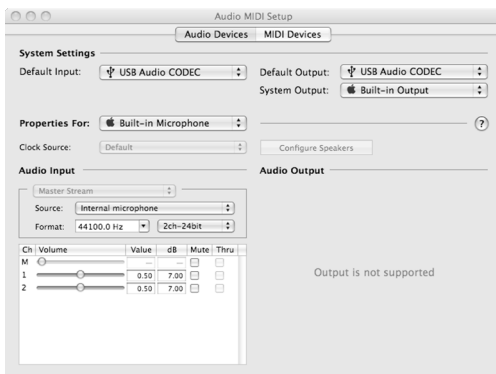 Audio MIDI Setup
Audio Devices MIDI Devices
System Settings
Default Input: USB Audio CODEC
Default Output: USB Audio CODEC
System Output: Built-in Output
Properties For: Built-in Microphone
?
Clock Source: Default
Configure Speakers
Audio Input
Audio Output
Master Stream
Source: Internal microphone
Format: 44100.0 Hz 2ch-24bit
Ch Volume Value dB Mute Thru
M — —
1 0.50 7.00
2 0.50 7.00
Output is not supported